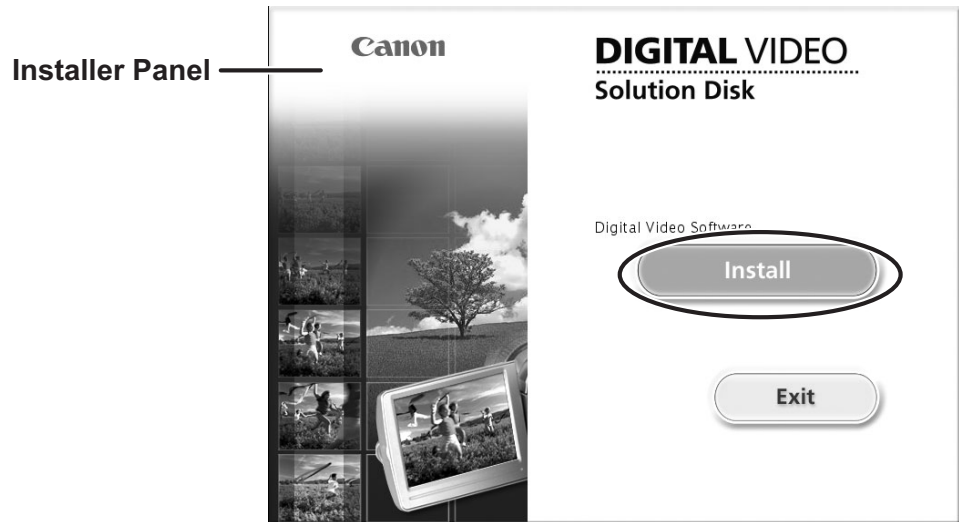 Installer Panel
Canon
DIGITAL VIDEO
Solution Disk
Digital Video Software
Install
Exit